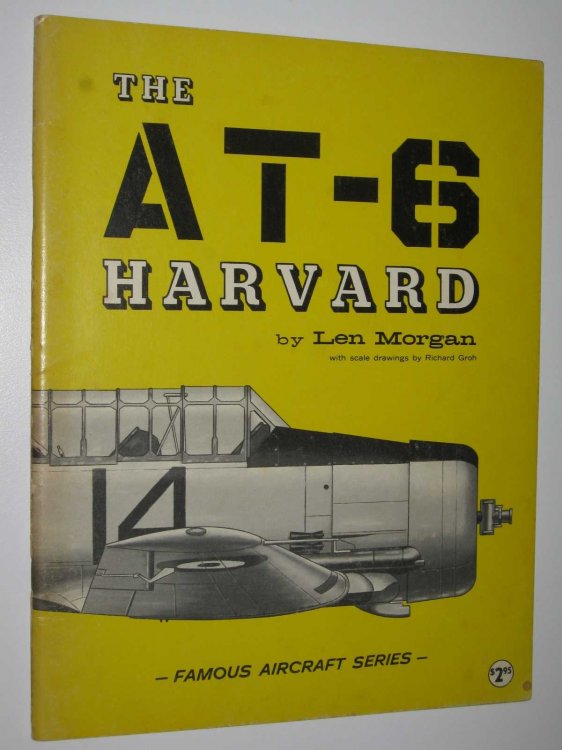 THE
AT-6
HARVARD
by Len Morgan
with scale drawings by Richard Groh
14
— FAMOUS AIRCRAFT SERIES —
$2.95